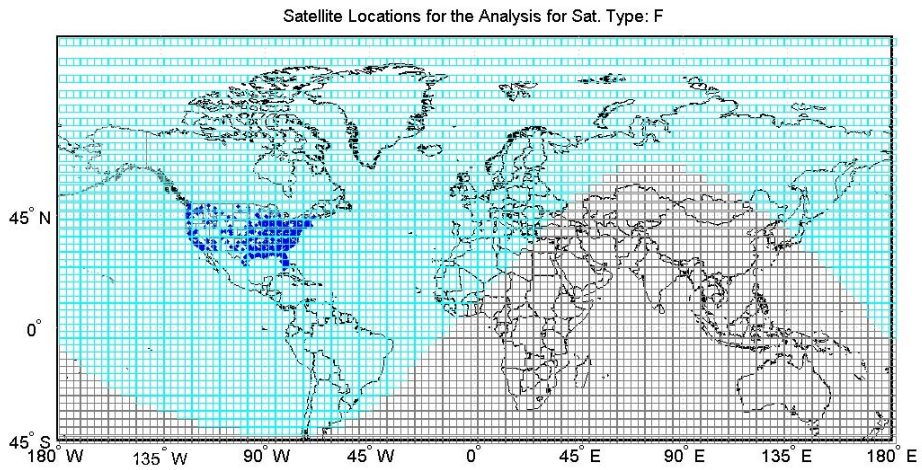 Satellite Locations for the Analysis for Sat. Type: F
45° N
0°
45° S
180° W
135° W
90° W
45° W
0°
45° E
90° E
135° E
180° E